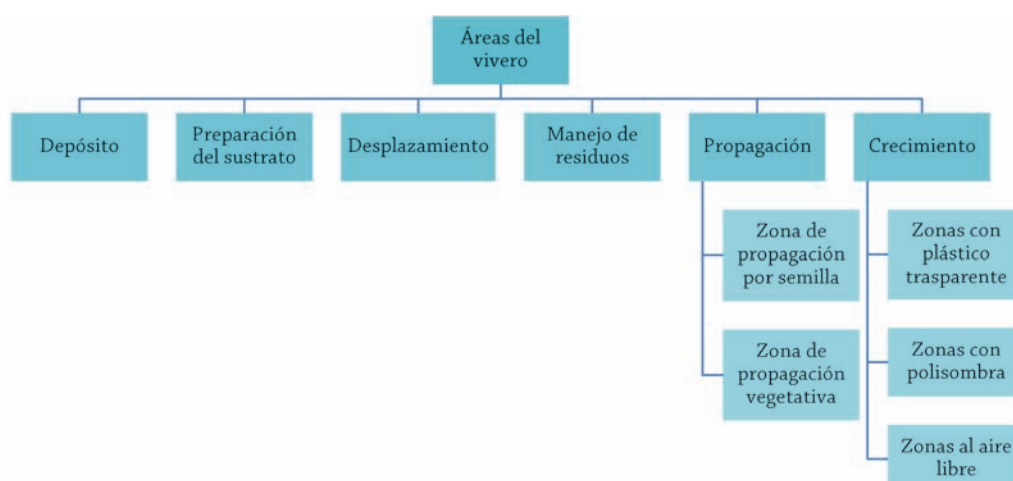 Áreas del
vivero
Depósito
Preparación
del sustrato
Desplazamiento
Manejo de
residuos
Propagación
Crecimiento
Zona de
propagación
por semilla
Zonas con
plástico
trasparente
Zona de
propagación
vegetativa
Zonas con
polisombra
Zonas al aire
libre